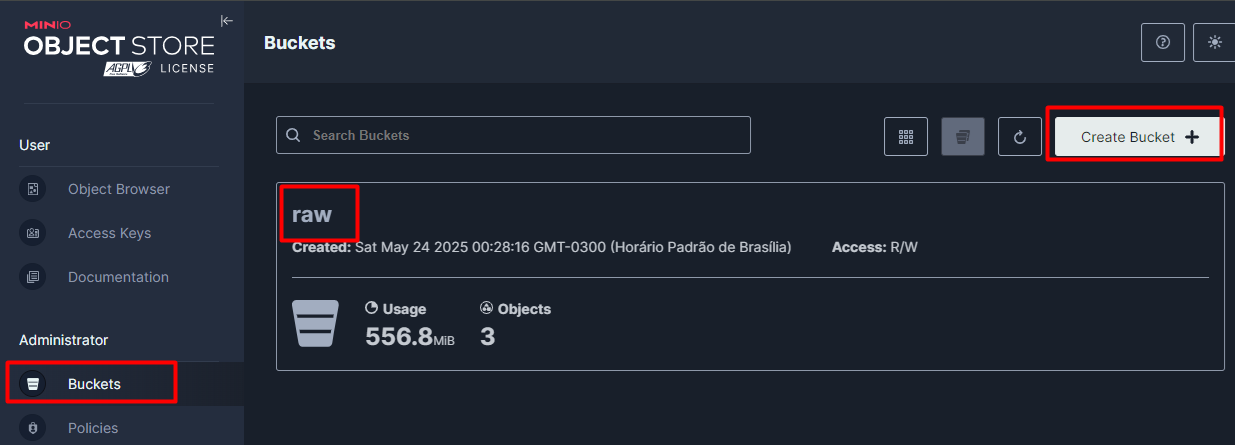 MINIO
OBJECT STORE
AGPLv3 LICENSE
Buckets
User
Object Browser
Access Keys
Documentation
Administrator
Buckets
Policies
Search Buckets
Create Bucket
raw
Created: Sat May 24 2025 00:28:16 GMT-0300 (Horário Padrão de Brasília) Access: R/W
Usage Objects
556.8MiB 3